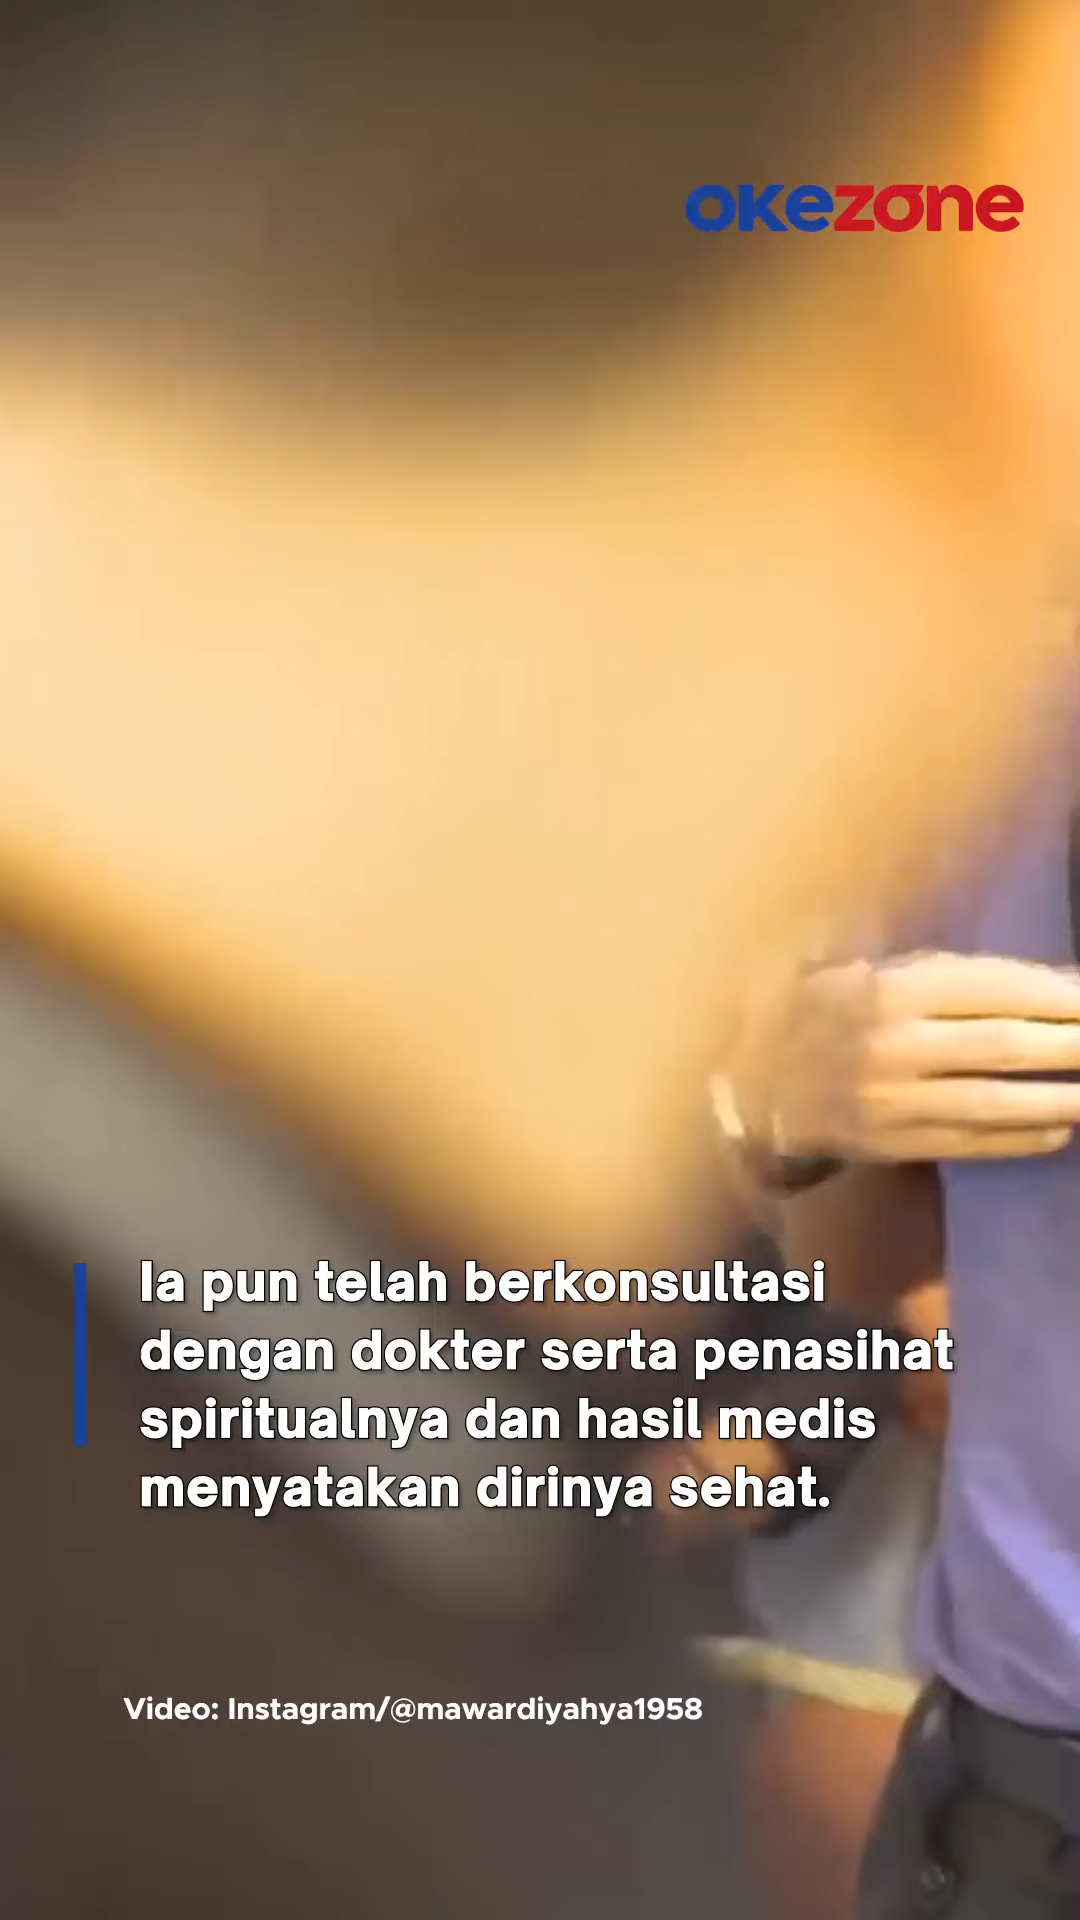 okezone
Ia pun telah berkonsultasi
dengan dokter serta penasihat
spiritualnya dan hasil medis
menyatakan dirinya sehat.
Video: Instagram/@mawardiyahya1958